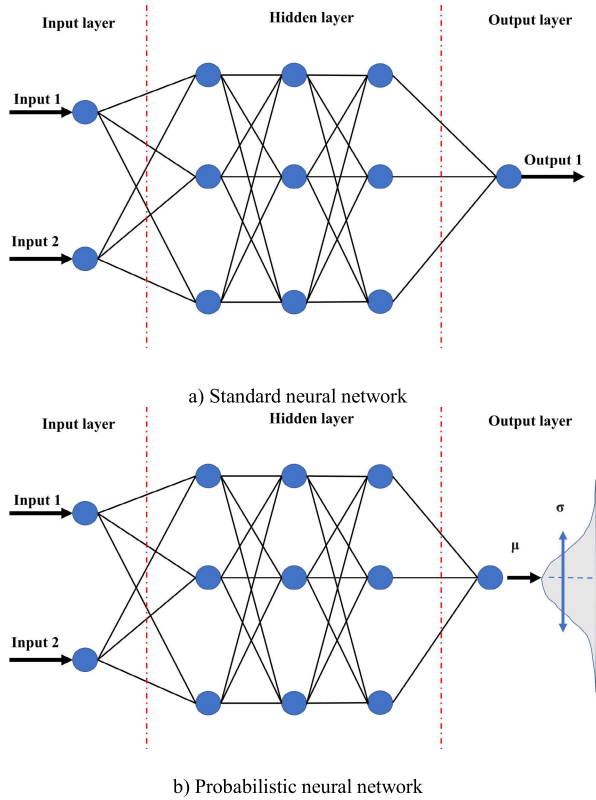 Input layer
Hidden layer
Output layer
Input 1
Output 1
Input 2
a) Standard neural network
Input layer
Hidden layer
Output layer
Input 1
σ
μ
Input 2
b) Probabilistic neural network